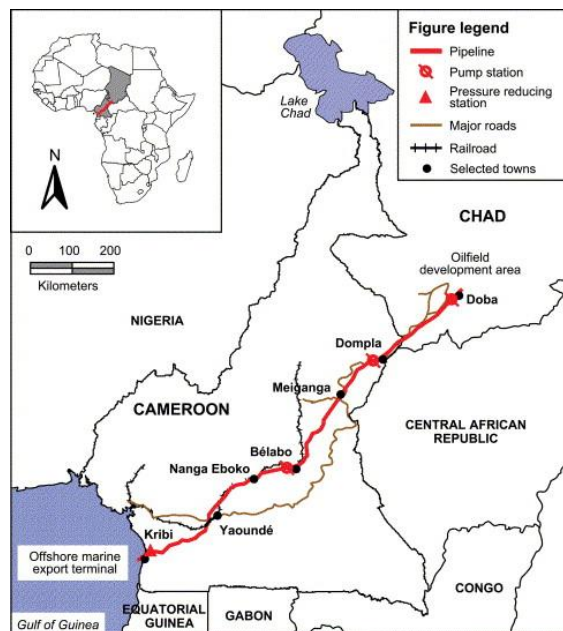 Figure legend
Pipeline
Pump station
Pressure reducing
station
Major roads
Railroad
Selected towns
Lake
Chad
N
0 100 200
Kilometers
CHAD
Oilfield
development area
Doba
NIGERIA
Dompla
Meiganga
CAMEROON
CENTRAL AFRICAN
REPUBLIC
Bélabo
Nanga Eboko
Yaoundé
Kribi
Offshore marine
export terminal
CONGO
EQUATORIAL
GUINEA
GABON
Gulf of Guinea